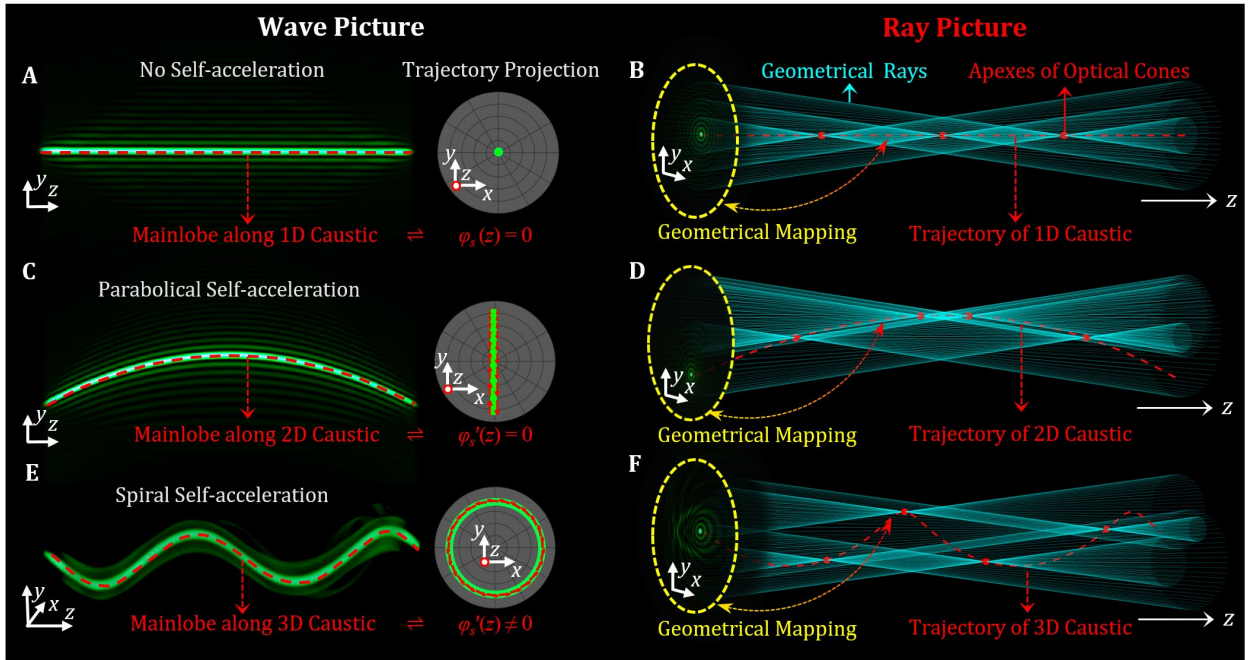 Wave Picture
Ray Picture
A
No Self-acceleration
Trajectory Projection
y
z
y
z
x
Mainlobe along 1D Caustic ⇌ φs(z) = 0
B
Geometrical Rays
Apexes of Optical Cones
y
x
z
Geometrical Mapping
Trajectory of 1D Caustic
C
Parabolical Self-acceleration
y
z
y
z
x
Mainlobe along 2D Caustic ⇌ φs′(z) = 0
D
y
x
z
Geometrical Mapping
Trajectory of 2D Caustic
E
Spiral Self-acceleration
y
x
z
y
z
x
Mainlobe along 3D Caustic ⇌ φs′(z) ≠ 0
F
y
x
z
Geometrical Mapping
Trajectory of 3D Caustic